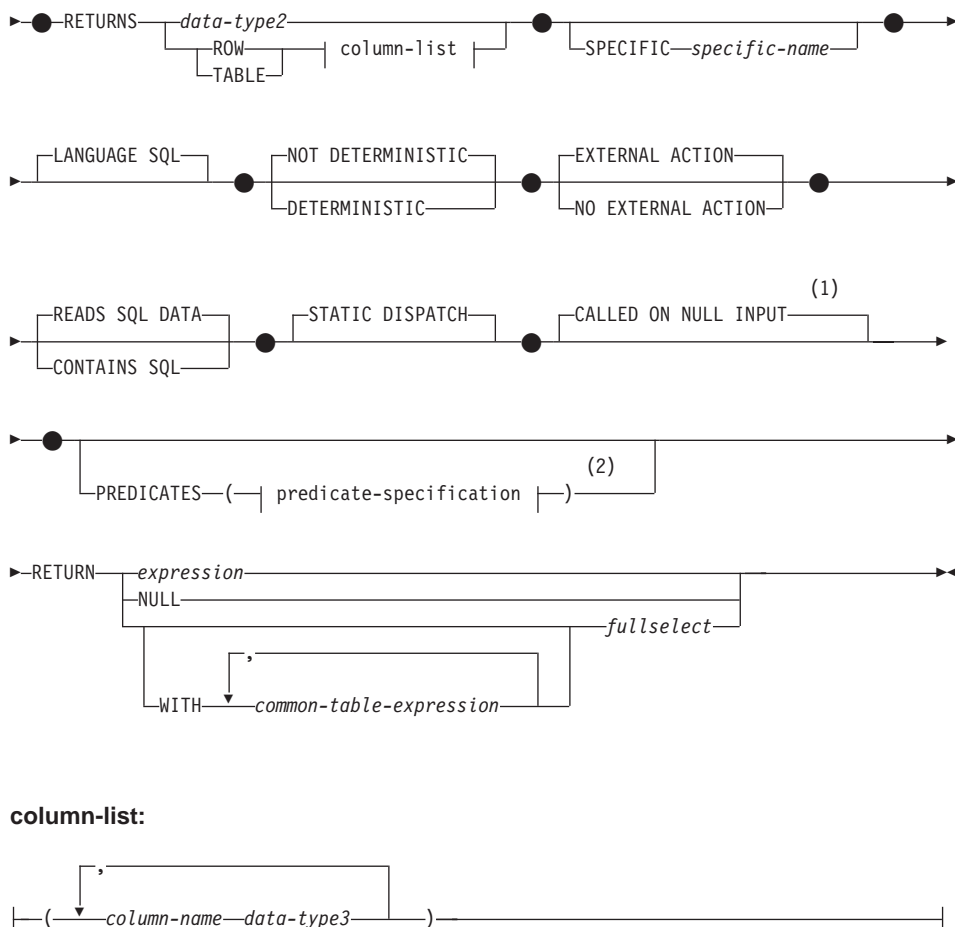 RETURNS data-type2
ROW column-list SPECIFIC specific-name
TABLE
LANGUAGE SQL NOT DETERMINISTIC EXTERNAL ACTION
DETERMINISTIC NO EXTERNAL ACTION
(1)
READS SQL DATA STATIC DISPATCH CALLED ON NULL INPUT
CONTAINS SQL
(2)
PREDICATES ( predicate-specification )
RETURN expression
NULL
fullselect
,
WITH common-table-expression
column-list:
,
( column-name data-type3 )